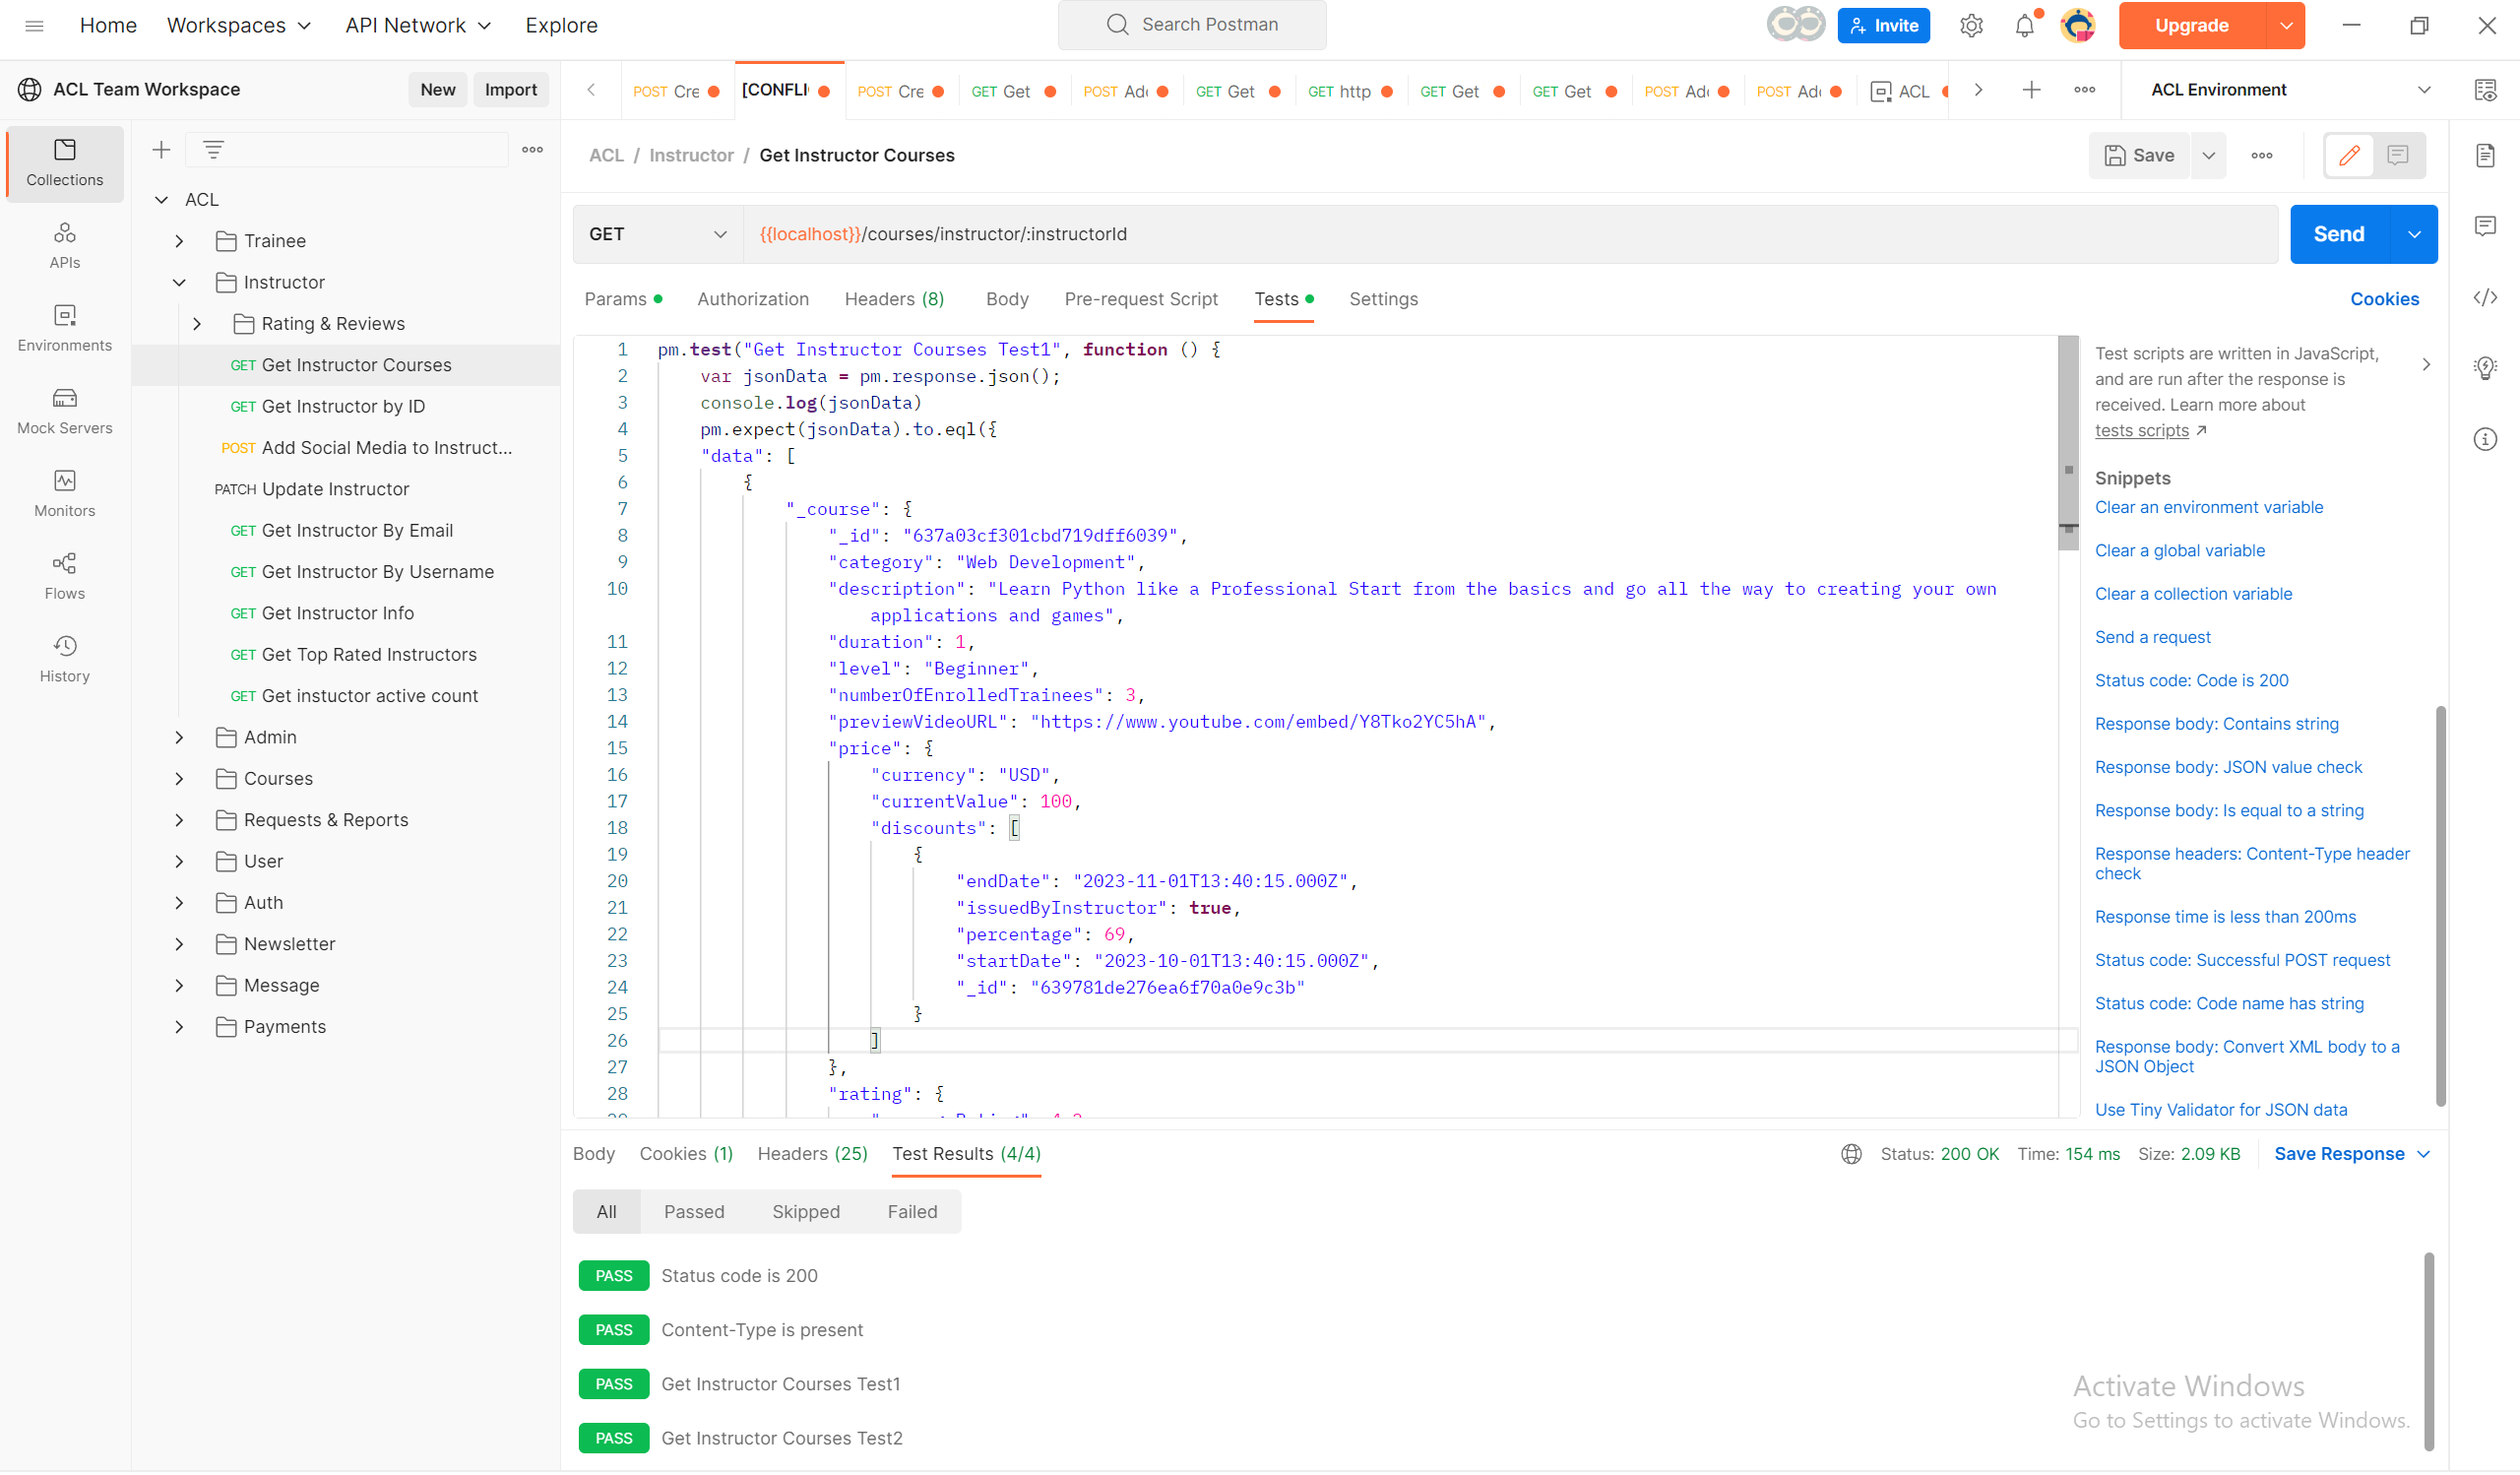 Home Workspaces API Network Explore Search Postman Invite Upgrade
ACL Team Workspace New Import
POST Cre [CONFLI POST Cre GET Get POST Ad GET Get GET http GET Get GET Get POST Ad POST Ad ACL
ACL Environment
Collections
APIs
Environments
Mock Servers
Monitors
Flows
History
ACL
Trainee
Instructor
Rating & Reviews
GET Get Instructor Courses
GET Get Instructor by ID
POST Add Social Media to Instruct...
PATCH Update Instructor
GET Get Instructor By Email
GET Get Instructor By Username
GET Get Instructor Info
GET Get Top Rated Instructors
GET Get instuctor active count
Admin
Courses
Requests & Reports
User
Auth
Newsletter
Message
Payments
ACL / Instructor / Get Instructor Courses
Save
GET {{localhost}}/courses/instructor/:instructorId Send
Params Authorization Headers (8) Body Pre-request Script Tests Settings Cookies
1 pm.test("Get Instructor Courses Test1", function () {
2 var jsonData = pm.response.json();
3 console.log(jsonData)
4 pm.expect(jsonData).to.eql({
5 "data": [
6 {
7 "_course": {
8 "_id": "637a03cf301cbd719dff6039",
9 "category": "Web Development",
10 "description": "Learn Python like a Professional Start from the basics and go all the way to creating your own
applications and games",
11 "duration": 1,
12 "level": "Beginner",
13 "numberOfEnrolledTrainees": 3,
14 "previewVideoURL": "https://www.youtube.com/embed/Y8Tko2YC5hA",
15 "price": {
16 "currency": "USD",
17 "currentValue": 100,
18 "discounts": [
19 {
20 "endDate": "2023-11-01T13:40:15.000Z",
21 "issuedByInstructor": true,
22 "percentage": 69,
23 "startDate": "2023-10-01T13:40:15.000Z",
24 "_id": "639781de276ea6f70a0e9c3b"
25 }
26 ]
27 },
28 "rating": {
Test scripts are written in JavaScript,
and are run after the response is
received. Learn more about
tests scripts
Snippets
Clear an environment variable
Clear a global variable
Clear a collection variable
Send a request
Status code: Code is 200
Response body: Contains string
Response body: JSON value check
Response body: Is equal to a string
Response headers: Content-Type header
check
Response time is less than 200ms
Status code: Successful POST request
Status code: Code name has string
Response body: Convert XML body to a
JSON Object
Use Tiny Validator for JSON data
Body Cookies (1) Headers (25) Test Results (4/4) Status: 200 OK Time: 154 ms Size: 2.09 KB Save Response
All Passed Skipped Failed
PASS Status code is 200
PASS Content-Type is present
PASS Get Instructor Courses Test1
PASS Get Instructor Courses Test2
Activate Windows
Go to Settings to activate Windows.